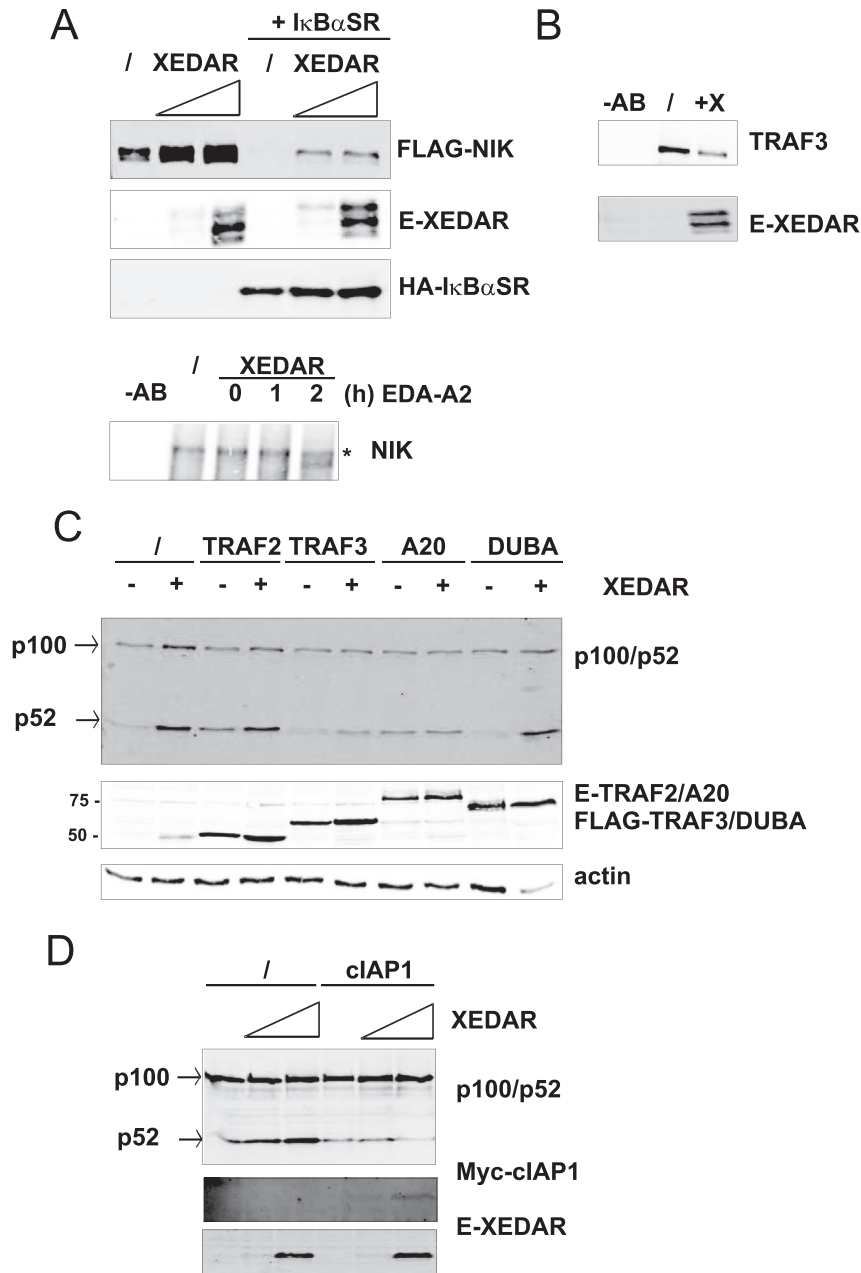 A
+ IκBαSR
/ XEDAR / XEDAR
FLAG-NIK
E-XEDAR
HA-IκBαSR
-AB / XEDAR
0 1 2 (h) EDA-A2
* NIK
B
-AB / +X
TRAF3
E-XEDAR
C
/ TRAF2 TRAF3 A20 DUBA
- + - + - + - + - + XEDAR
p100
p52
p100/p52
75 -
50 -
E-TRAF2/A20
FLAG-TRAF3/DUBA
actin
D
/ cIAP1
XEDAR
p100
p52
p100/p52
Myc-cIAP1
E-XEDAR